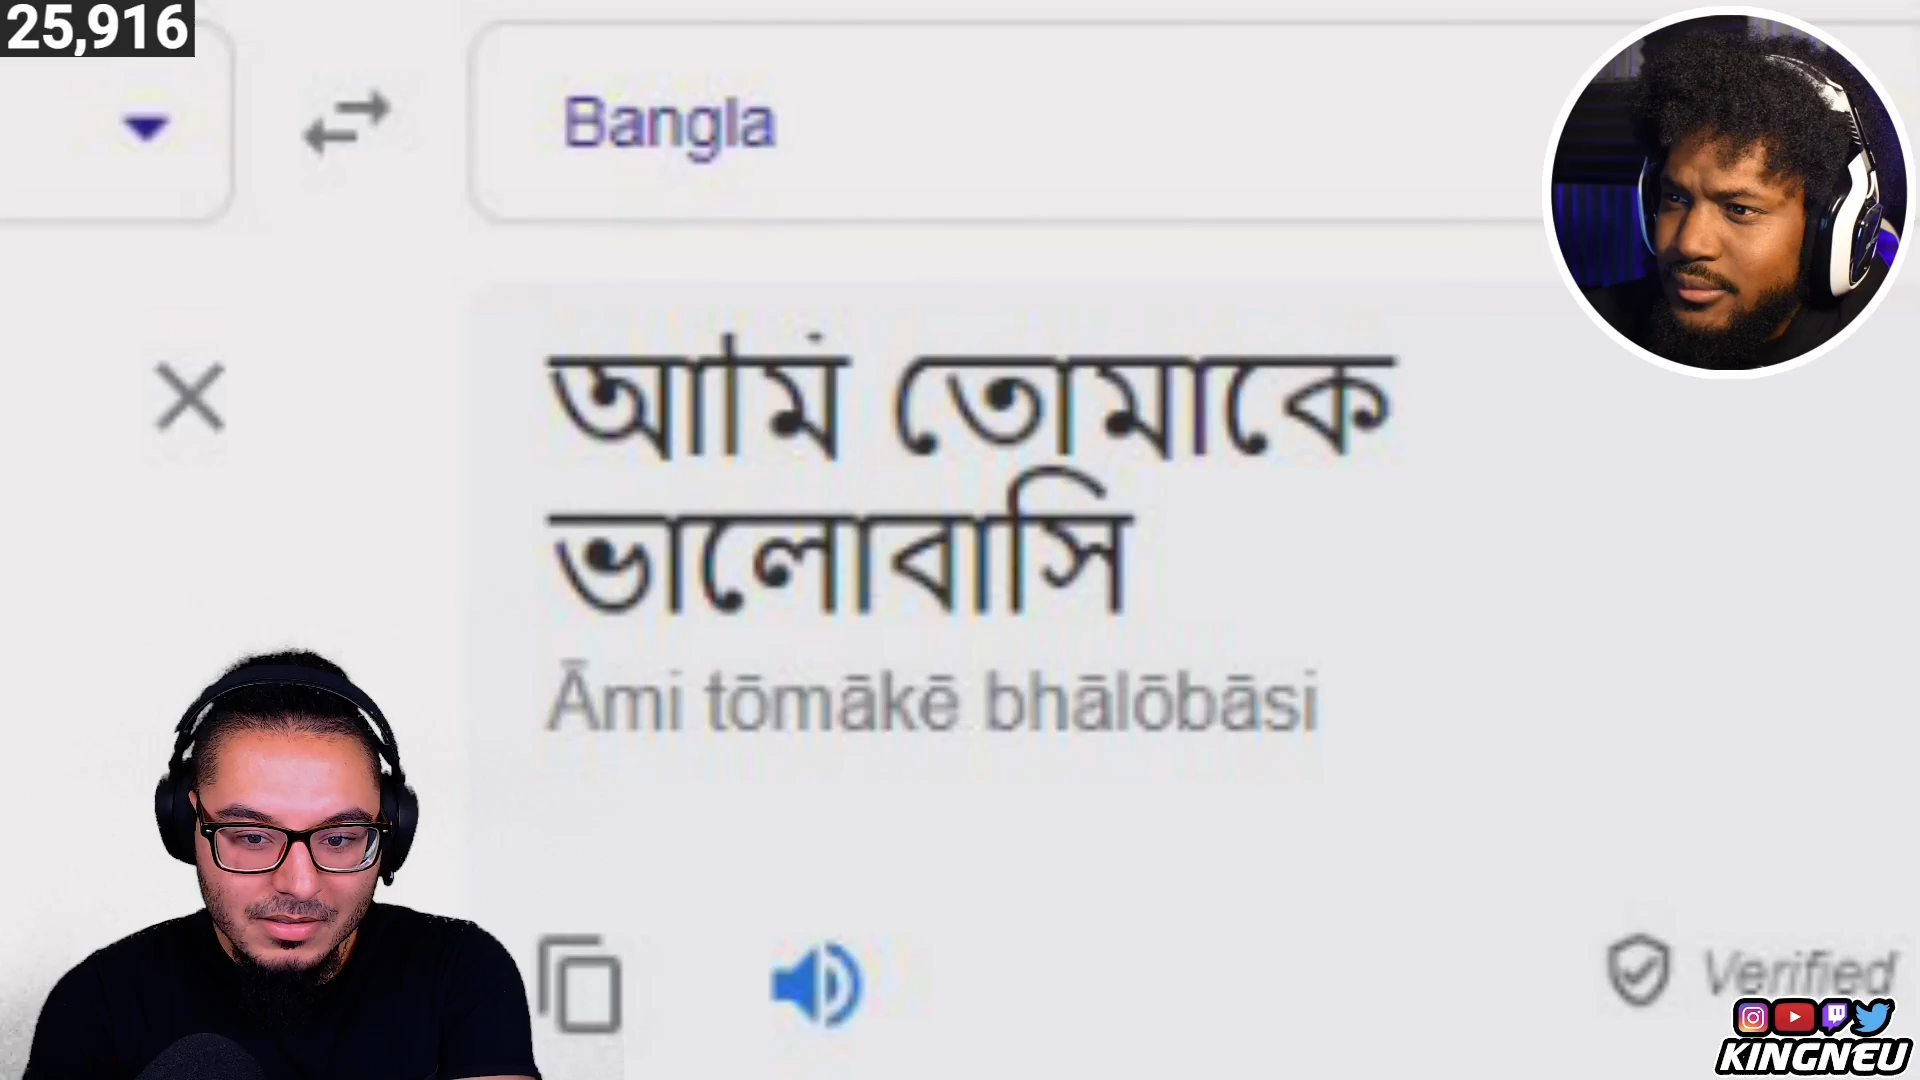 25,916
Bangla
আমি তোমাকে
ভালোবাসি
Āmi tōmākē bhālōbāsi
Verified
KINGNEU